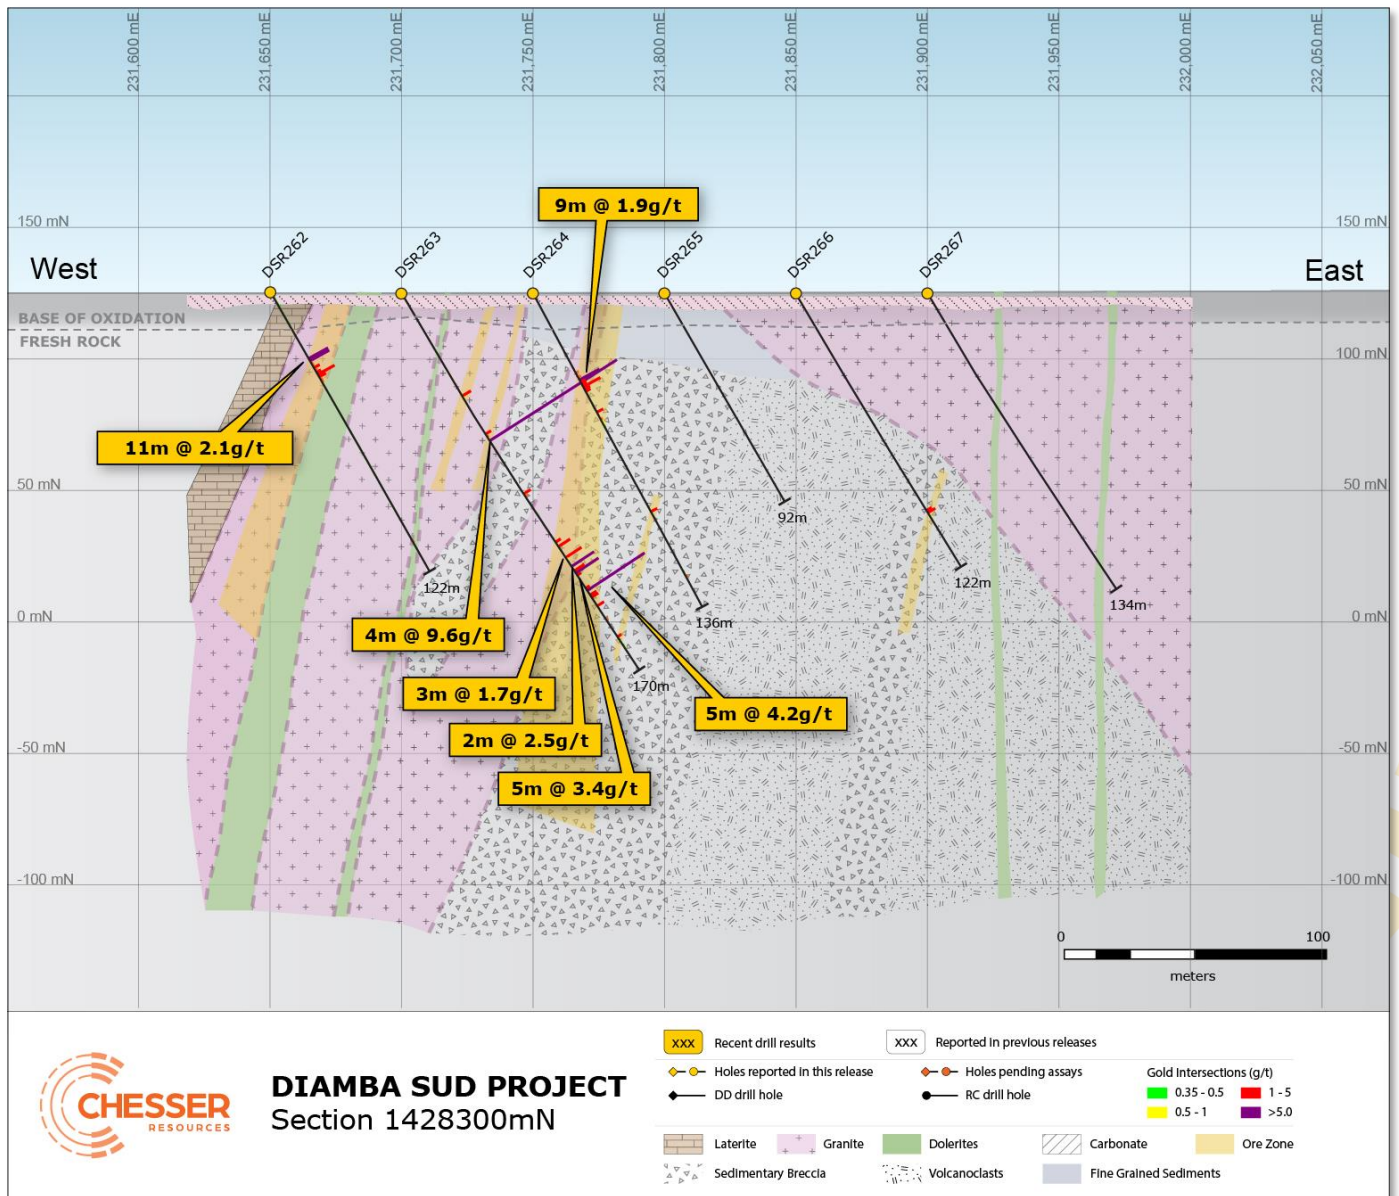 231,600 mE
231,650 mE
231,700 mE
231,750 mE
231,800 mE
231,850 mE
231,900 mE
231,950 mE
232,000 mE
232,050 mE
9m @ 1.9g/t
150 mN
150 mN
DSR262
DSR263
DSR264
DSR265
DSR266
DSR267
West
East
BASE OF OXIDATION
FRESH ROCK
100 mN
100 mN
11m @ 2.1g/t
50 mN
50 mN
92m
122m
122m
134m
136m
0 mN
0 mN
4m @ 9.6g/t
170m
3m @ 1.7g/t
5m @ 4.2g/t
2m @ 2.5g/t
-50 mN
-50 mN
5m @ 3.4g/t
-100 mN
-100 mN
0
100
meters
CHESSER
RESOURCES
DIAMBA SUD PROJECT
Section 1428300mN
XXX
Recent drill results
XXX
Reported in previous releases
Holes reported in this release
Holes pending assays
DD drill hole
RC drill hole
Gold Intersections (g/t)
0.35 - 0.5
1 - 5
0.5 - 1
>5.0
Laterite
Granite
Dolerites
Carbonate
Ore Zone
Sedimentary Breccia
Volcanoclasts
Fine Grained Sediments